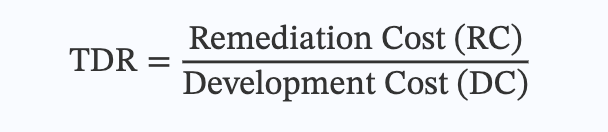 TDR = Remediation Cost (RC)
Development Cost (DC)